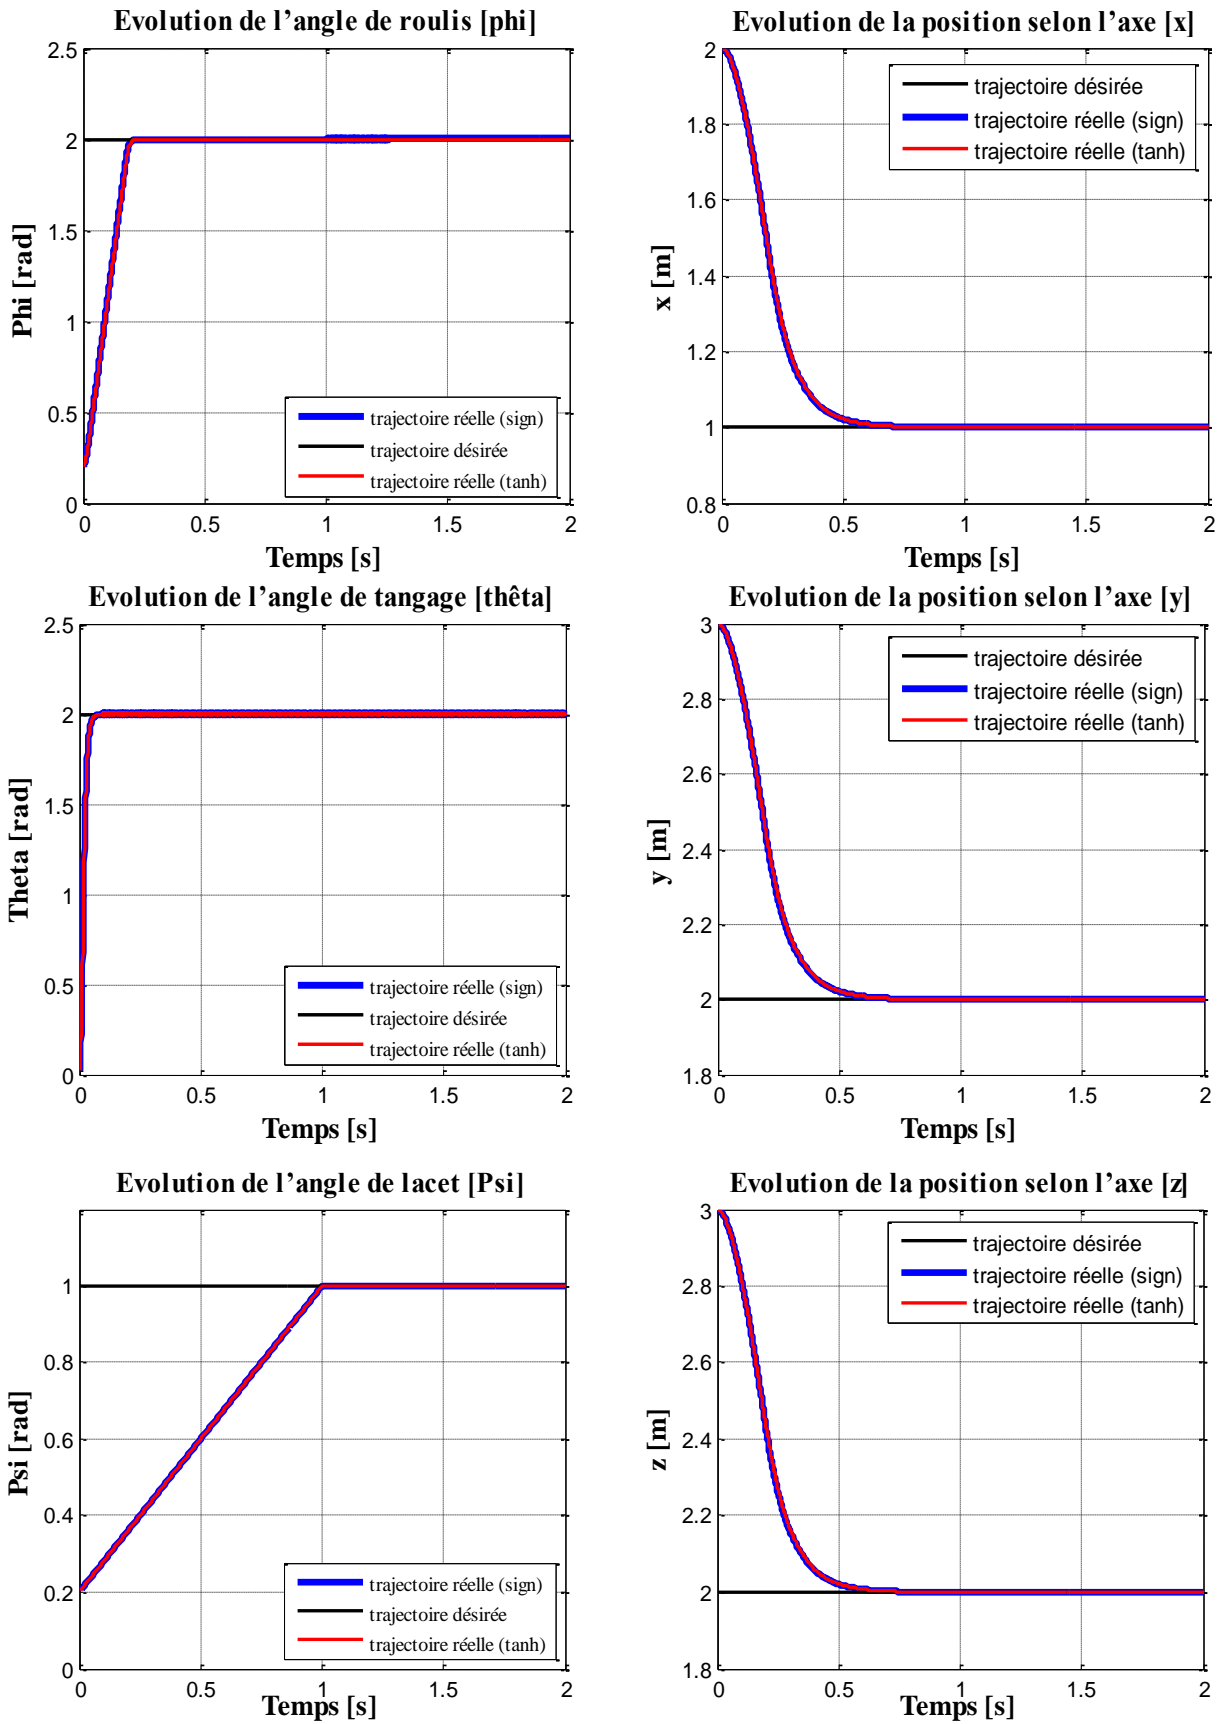 Evolution de l’angle de roulis [phi]
2.5
2
1.5
1
0.5
0
Phi [rad]
trajectoire réelle (sign)
trajectoire désirée
trajectoire réelle (tanh)
0 0.5 1 1.5 2
Temps [s]
Evolution de la position selon l’axe [x]
2
1.8
1.6
1.4
1.2
1
0.8
x [m]
trajectoire désirée
trajectoire réelle (sign)
trajectoire réelle (tanh)
0 0.5 1 1.5 2
Temps [s]
Evolution de l’angle de tangage [thêta]
2.5
2
1.5
1
0.5
0
Theta [rad]
trajectoire réelle (sign)
trajectoire désirée
trajectoire réelle (tanh)
0 0.5 1 1.5 2
Temps [s]
Evolution de la position selon l’axe [y]
3
2.8
2.6
2.4
2.2
2
1.8
y [m]
trajectoire désirée
trajectoire réelle (sign)
trajectoire réelle (tanh)
0 0.5 1 1.5 2
Temps [s]
Evolution de l’angle de lacet [Psi]
1
0.8
0.6
0.4
0.2
0
Psi [rad]
trajectoire réelle (sign)
trajectoire désirée
trajectoire réelle (tanh)
0 0.5 1 1.5 2
Temps [s]
Evolution de la position selon l’axe [z]
3
2.8
2.6
2.4
2.2
2
1.8
z [m]
trajectoire désirée
trajectoire réelle (sign)
trajectoire réelle (tanh)
0 0.5 1 1.5 2
Temps [s]